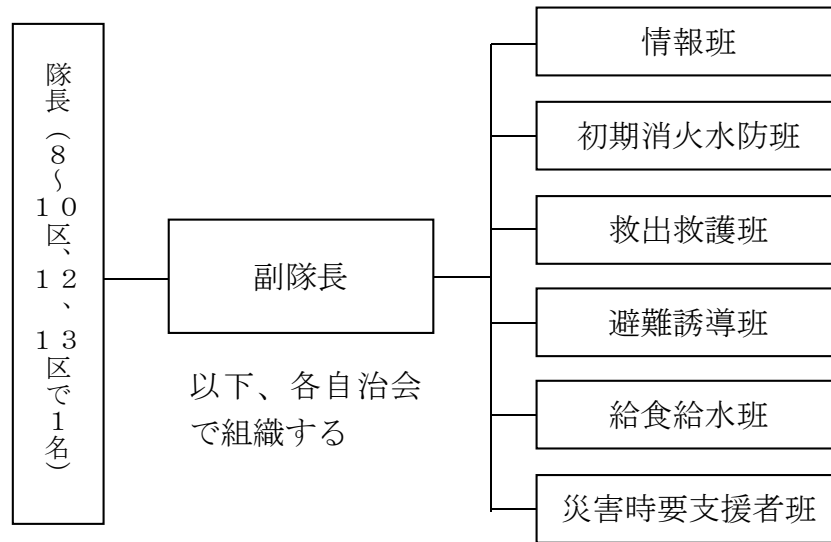 隊長（８～１０区、１２、１３区で１名）
副隊長
以下、各自治会
で組織する
情報班
初期消火水防班
救出救護班
避難誘導班
給食給水班
災害時要支援者班